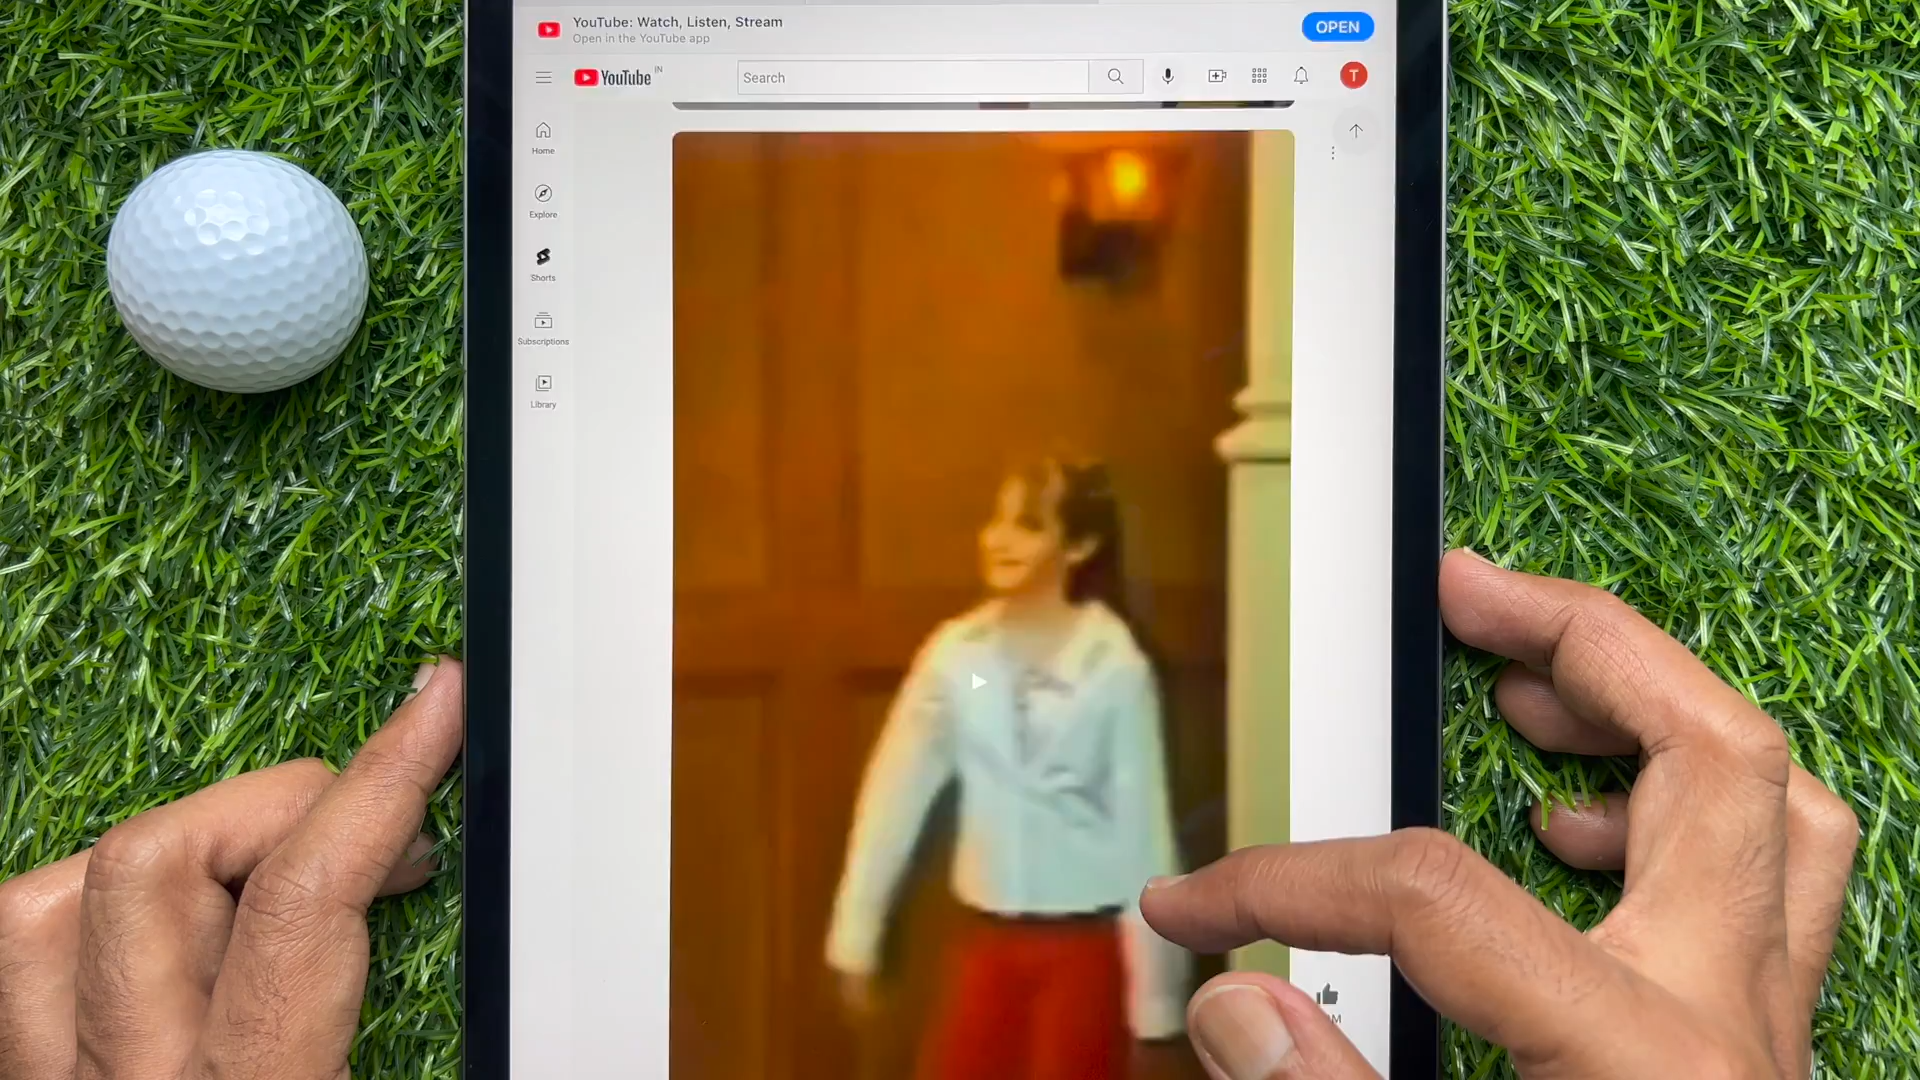 YouTube: Watch, Listen, Stream
Open in the YouTube app
OPEN
YouTube IN
Search
T
Home
Explore
Shorts
Subscriptions
Library